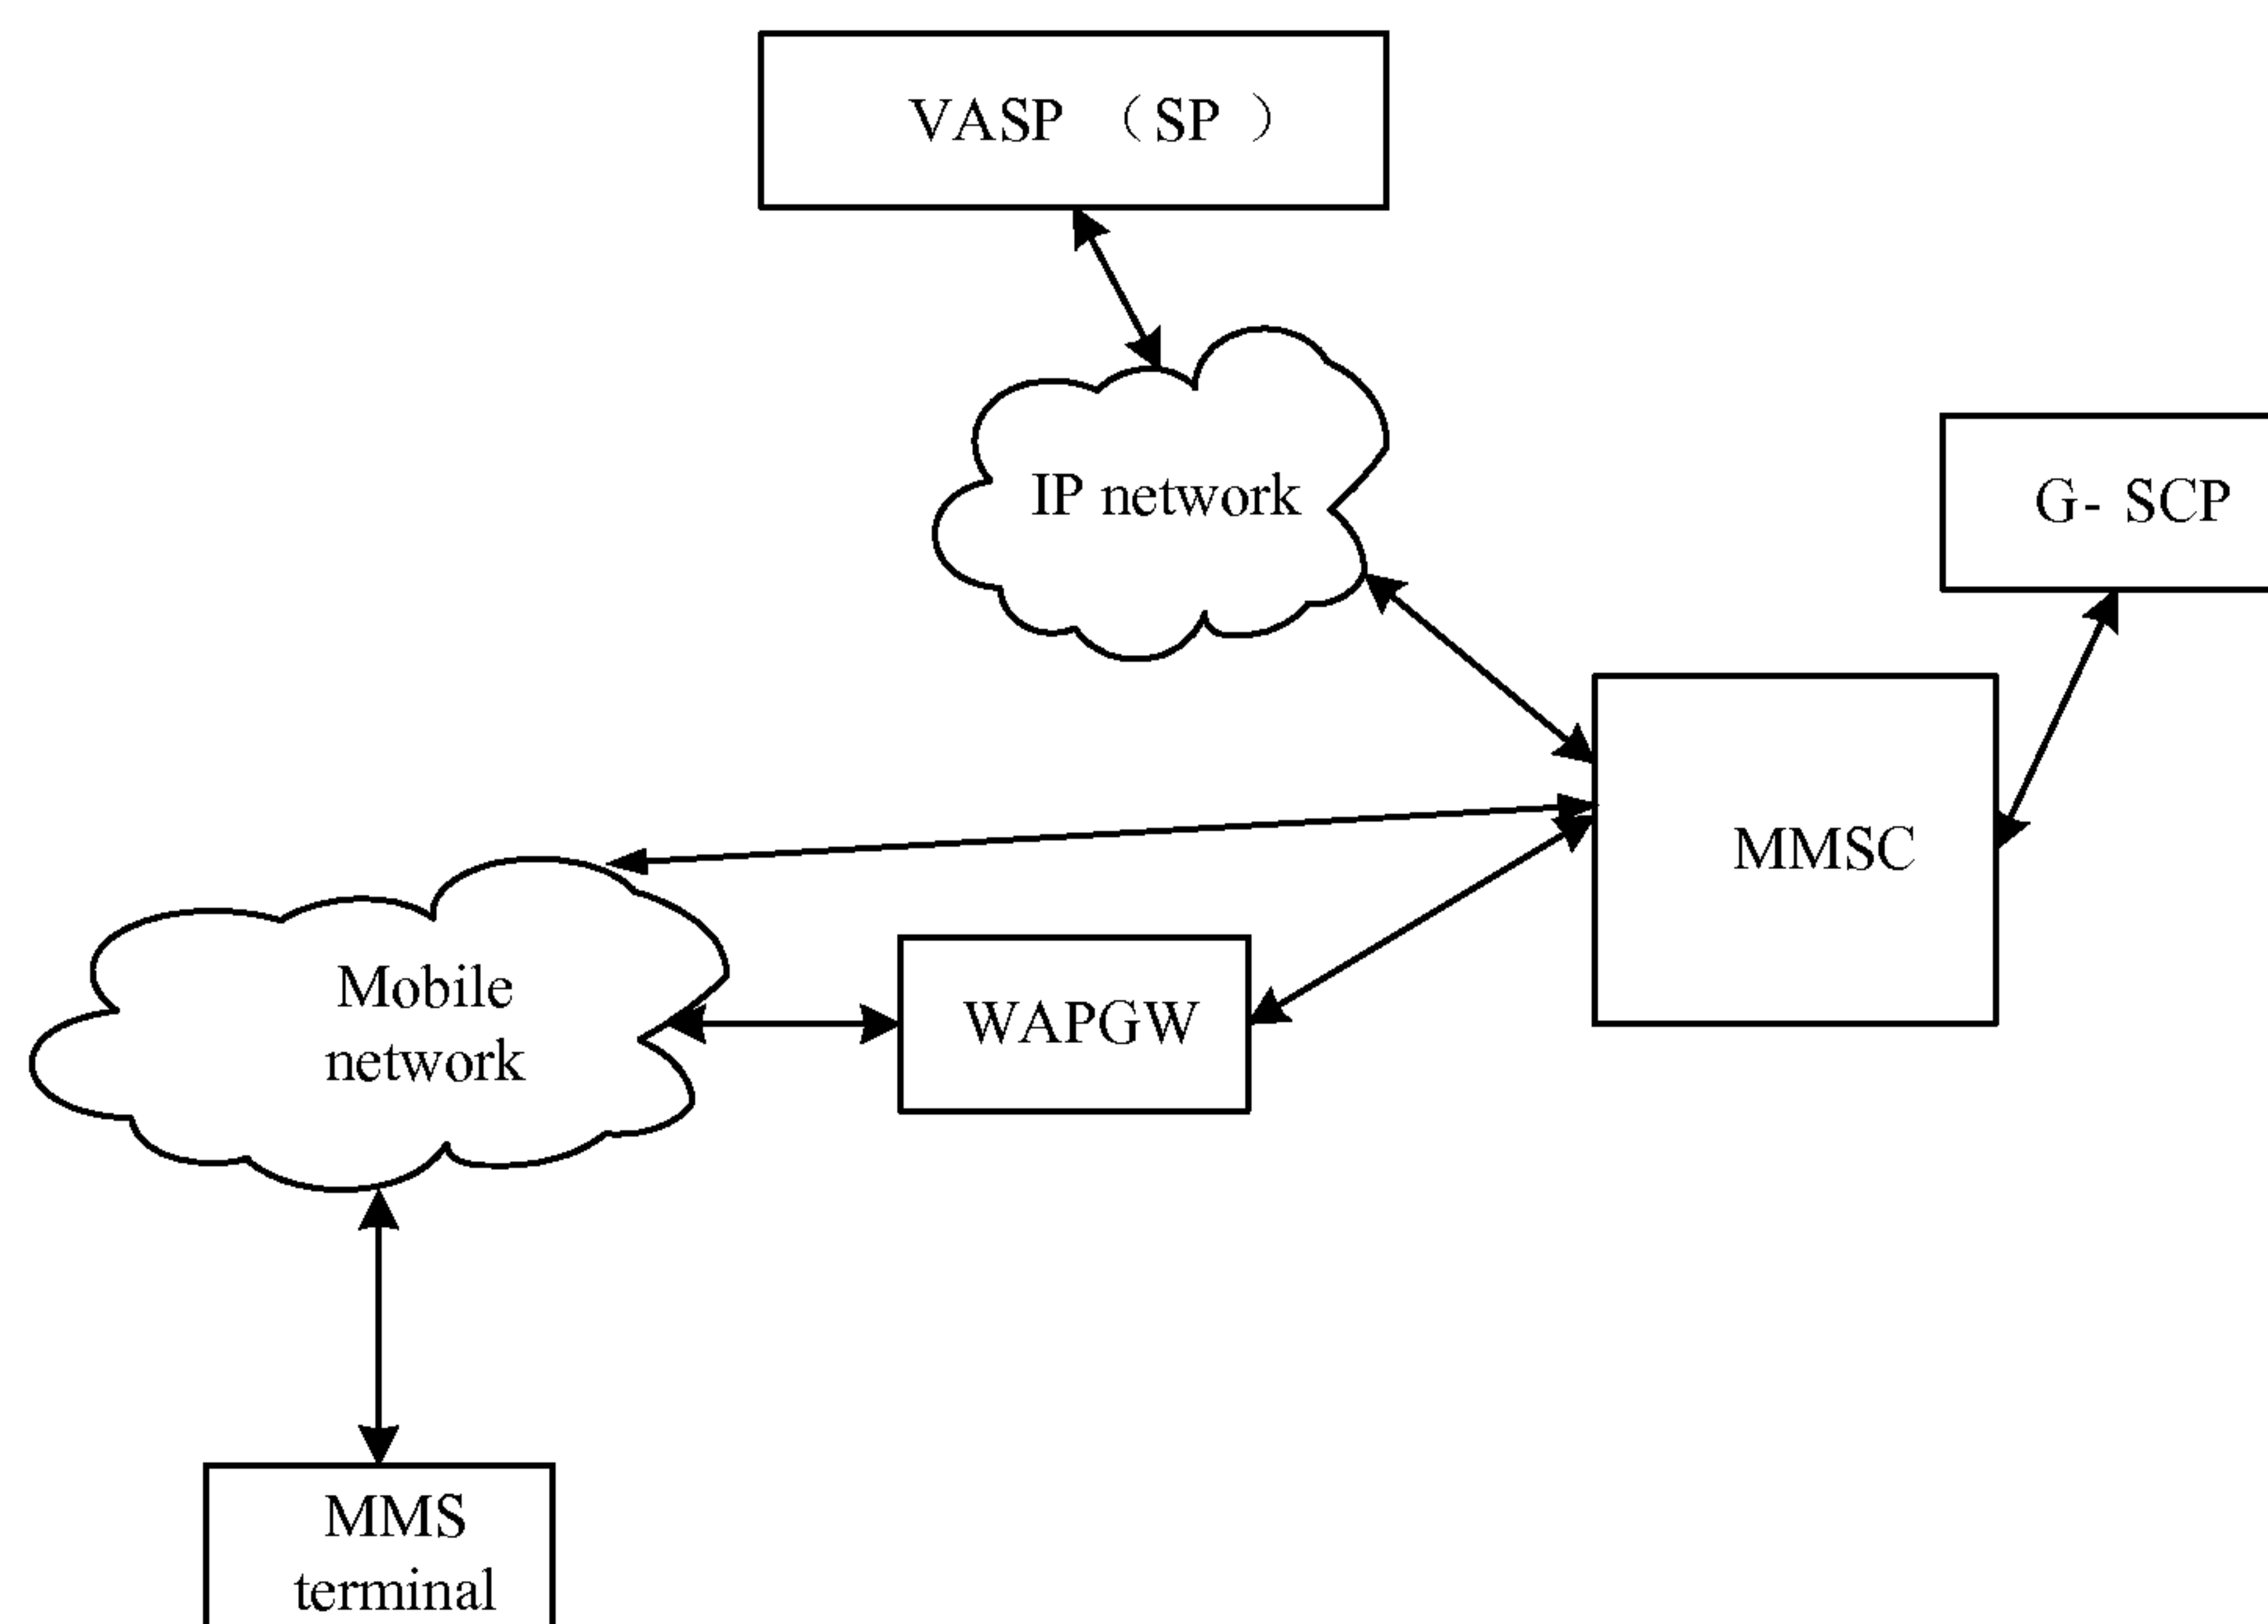 VASP （SP ）
IP network
G- SCP
MMSC
Mobile
network
WAPGW
MMS
terminal